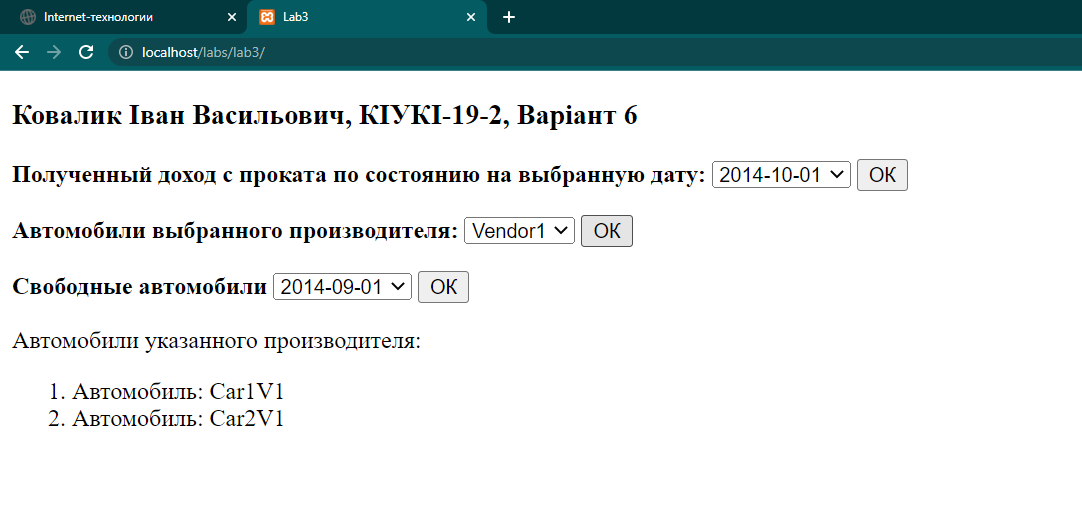 Internet-технологии
Lab3
localhost/labs/lab3/
Ковалик Іван Васильович, КІУКІ-19-2, Варіант 6
Полученный доход с проката по состоянию на выбранную дату: 2014-10-01 ОК
Автомобили выбранного производителя: Vendor1 ОК
Свободные автомобили 2014-09-01 ОК
Автомобили указанного производителя:
1. Автомобиль: Car1V1
2. Автомобиль: Car2V1